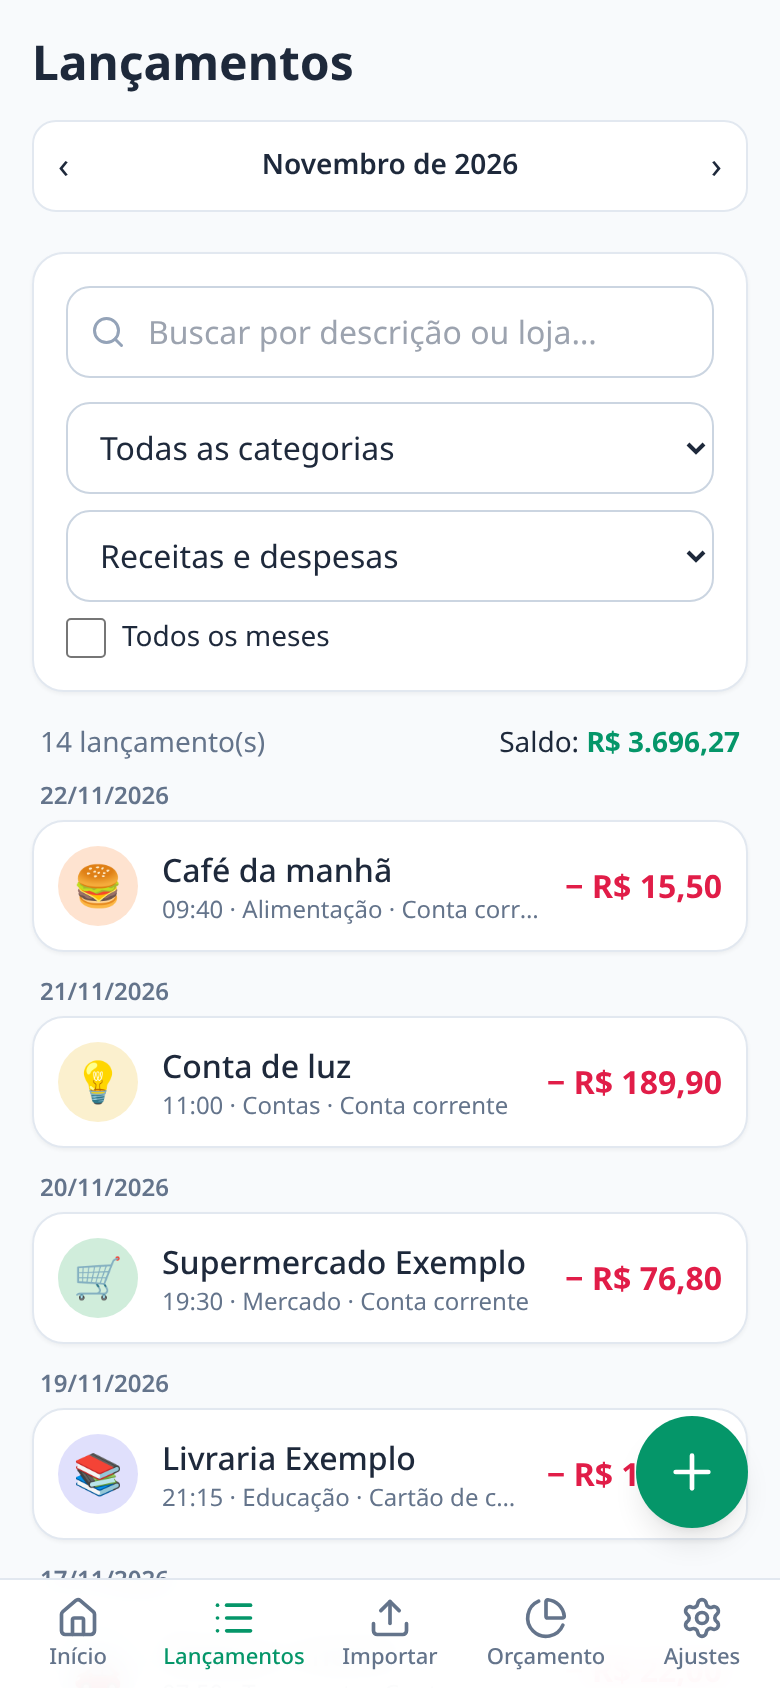 Lançamentos
‹ Novembro de 2026 ›
Buscar por descrição ou loja...
Todas as categorias
Receitas e despesas
Todos os meses
14 lançamento(s) Saldo: R$ 3.696,27
22/11/2026
Café da manhã
09:40 · Alimentação · Conta corr... − R$ 15,50
21/11/2026
Conta de luz
11:00 · Contas · Conta corrente − R$ 189,90
20/11/2026
Supermercado Exemplo
19:30 · Mercado · Conta corrente − R$ 76,80
19/11/2026
Livraria Exemplo
21:15 · Educação · Cartão de c... − R$ 1
17/11/2026
Início Lançamentos Importar Orçamento Ajustes